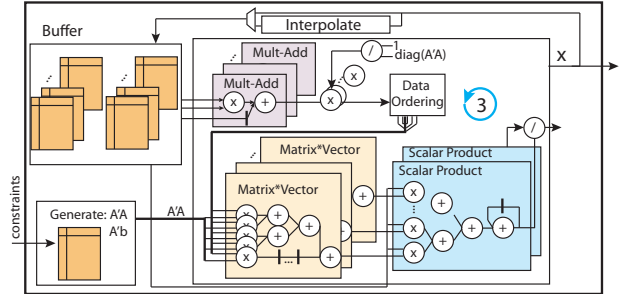 Interpolate
Buffer
X
Mult-Add
Mult-Add
x
+
/
1
diag(A'A)
x
x
Data
Ordering
3
/
Matrix*Vector
Matrix*Vector
Scalar Product
Scalar Product
constraints
Generate: A'A
A'b
A'A
x
x
x
x
x
+
+
+
...
+
+
+
x
x
x
+
+
+
+